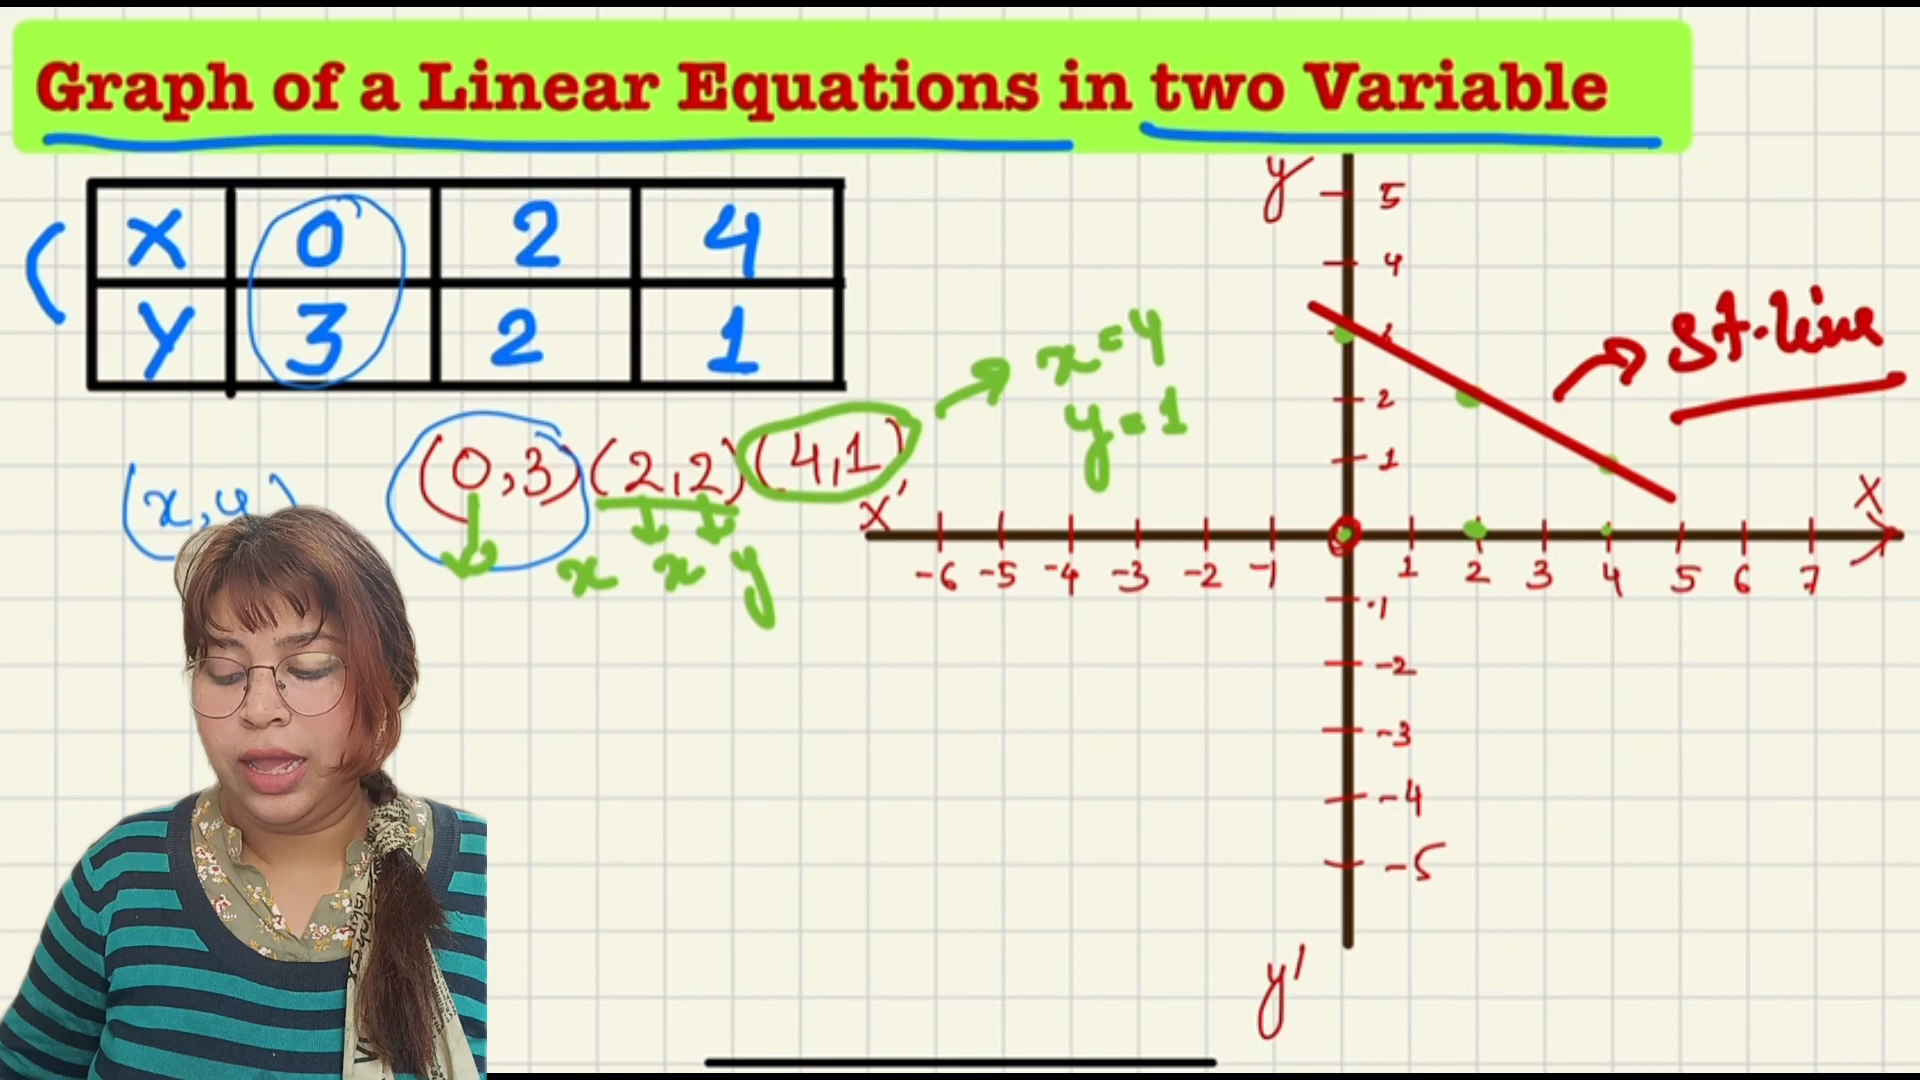 Graph of a Linear Equations in two Variable
X 0 2 4
Y 3 2 1
(x,y) (0,3) (2,2) (4,1)
x x y
x=4
y=1
y
5
4
3
2
1
X' X
-6 -5 -4 -3 -2 -1 0 1 2 3 4 5 6 7
-1
-2
-3
-4
-5
y'
St.line